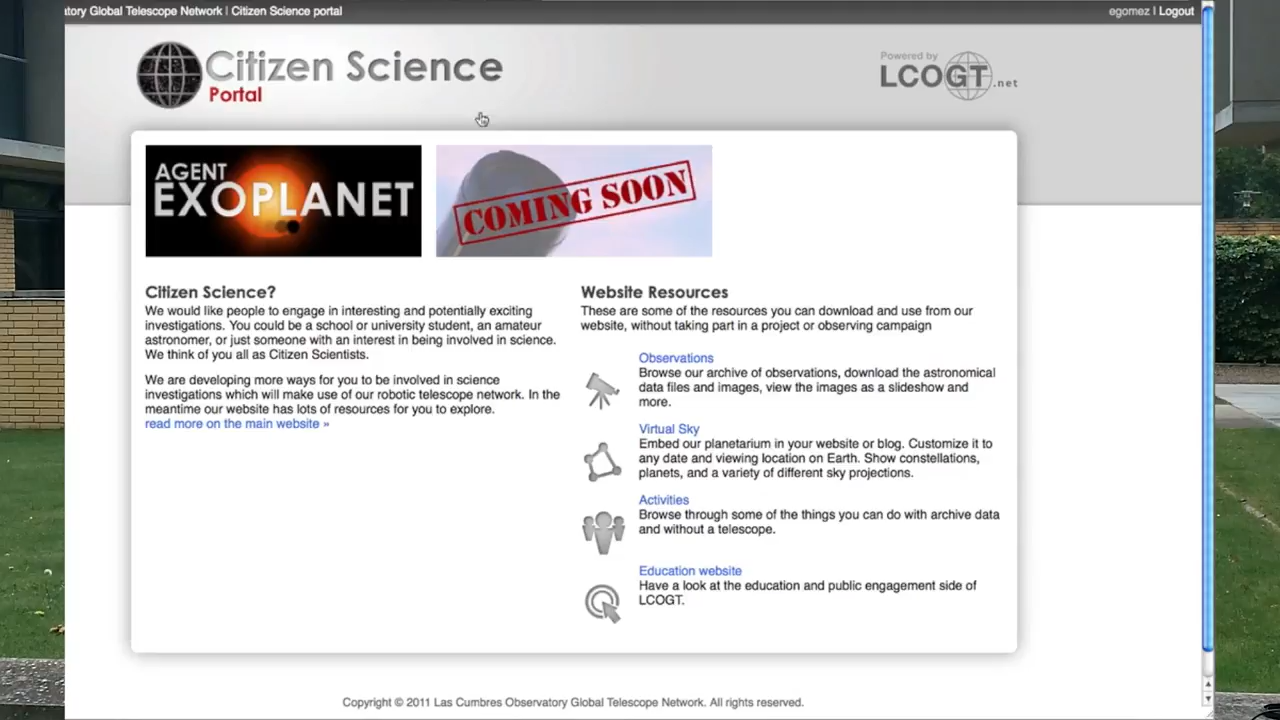 atory Global Telescope Network | Citizen Science portal
egomez | Logout
Citizen Science
Portal
Powered by
LCOGT.net
AGENT
EXOPLANET
COMING SOON
Citizen Science?
We would like people to engage in interesting and potentially exciting
investigations. You could be a school or university student, an amateur
astronomer, or just someone with an interest in being involved in science.
We think of you all as Citizen Scientists.
We are developing more ways for you to be involved in science
investigations which will make use of our robotic telescope network. In the
meantime our website has lots of resources for you to explore.
read more on the main website »
Website Resources
These are some of the resources you can download and use from our
website, without taking part in a project or observing campaign
Observations
Browse our archive of observations, download the astronomical
data files and images, view the images as a slideshow and
more.
Virtual Sky
Embed our planetarium in your website or blog. Customize it to
any date and viewing location on Earth. Show constellations,
planets, and a variety of different sky projections.
Activities
Browse through some of the things you can do with archive data
and without a telescope.
Education website
Have a look at the education and public engagement side of
LCOGT.
Copyright © 2011 Las Cumbres Observatory Global Telescope Network. All rights reserved.